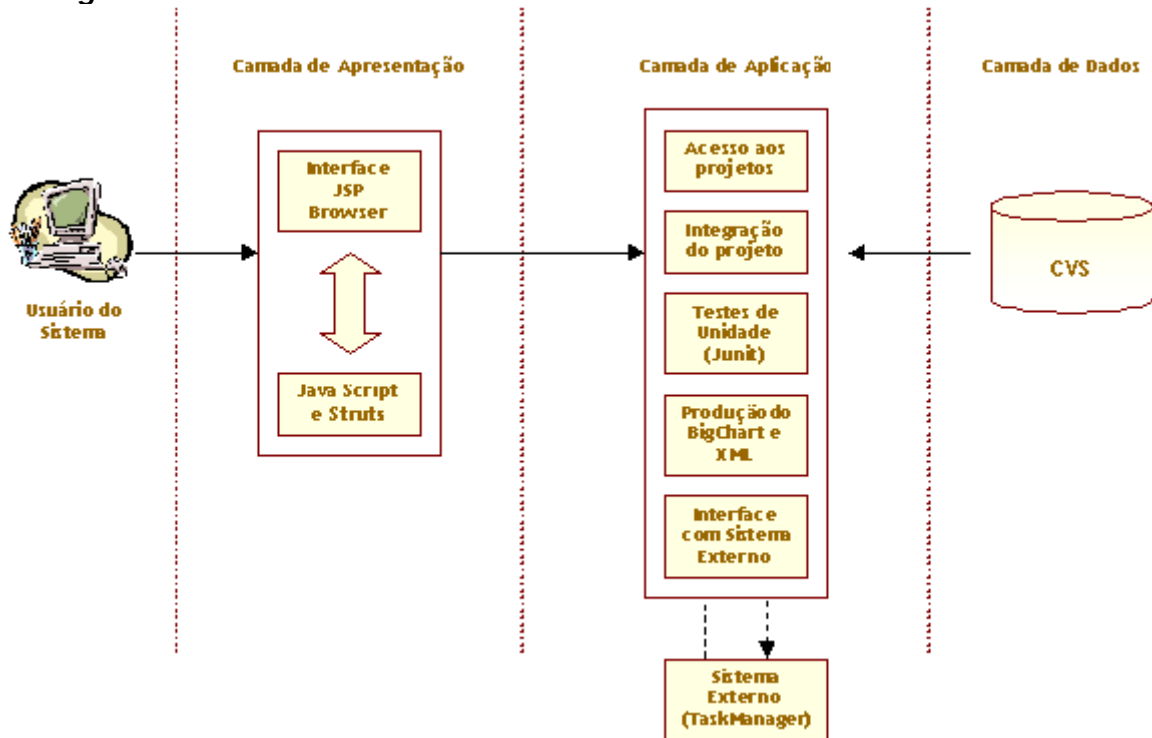 Camada de Apresentação
Camada de Aplicação
Camada de Dados
Usuário do
Sistema
Interface
JSP
Browser
Java Script
e Struts
Acesso aos
projetos
Integração
do projeto
Testes de
Unidade
(Junit)
Produção do
BigChart e
XML
Interface
com Sistema
Externo
CVS
Sistema
Externo
(TaskManager)